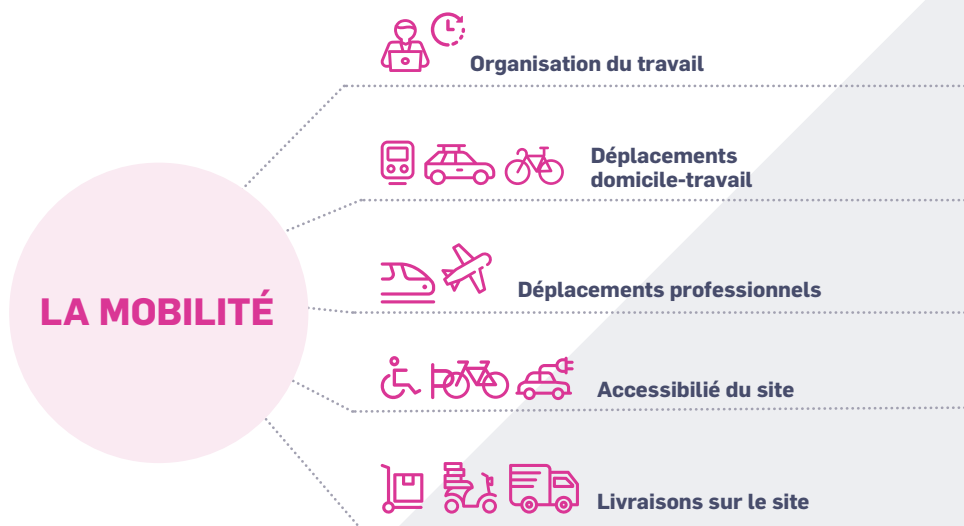 Organisation du travail
Déplacements
domicile-travail
LA MOBILITÉ
Déplacements professionnels
Accessibilié du site
Livraisons sur le site